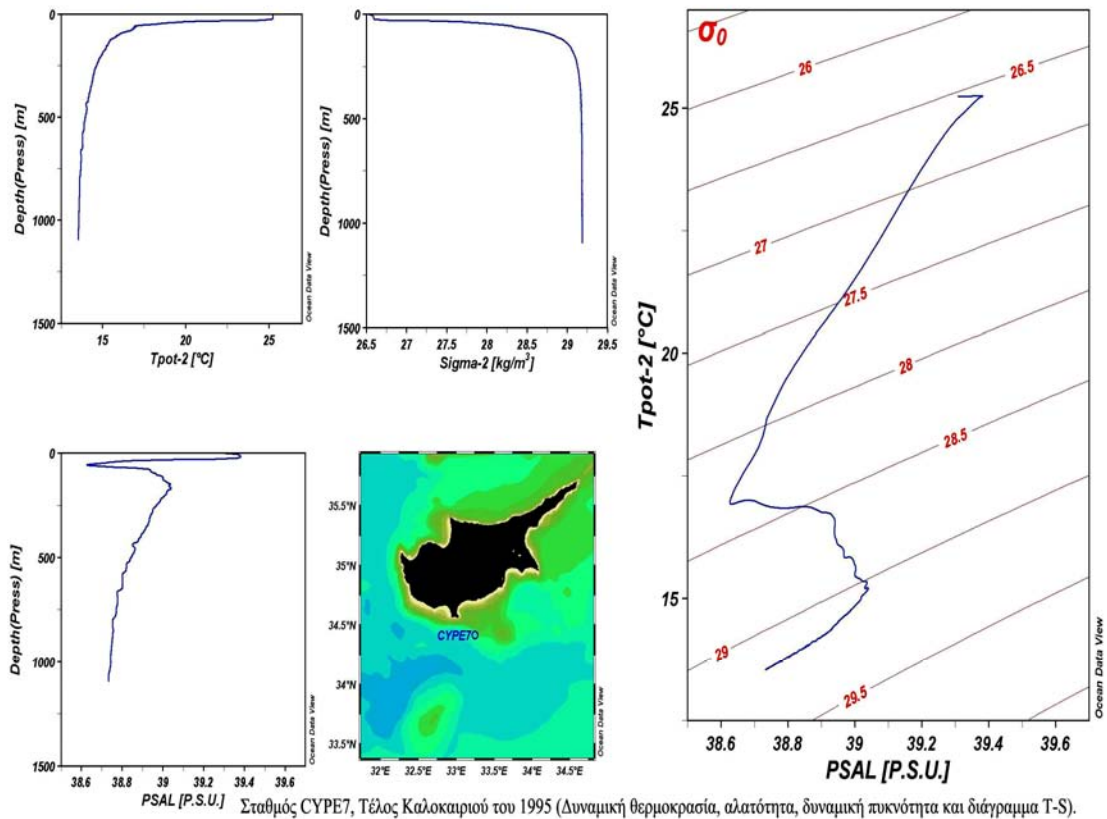 0
500
1000
1500
Depth(Press) [m]
15
20
25
Tpot-2 [°C]
Ocean Data View
0
500
1000
1500
Depth(Press) [m]
26.5
27
27.5
28
28.5
29
29.5
Sigma-2 [kg/m³]
Ocean Data View
σ₀
26
26.5
27
27.5
28
28.5
29
29.5
25
20
15
Tpot-2 [°C]
38.6
38.8
39
39.2
39.4
39.6
PSAL [P.S.U.]
Ocean Data View
0
500
1000
1500
Depth(Press) [m]
38.6
38.8
39
39.2
39.4
39.6
PSAL [P.S.U.]
Ocean Data View
35.5°N
35°N
34.5°N
34°N
33.5°N
CYPE7
32°E
32.5°E
33°E
33.5°E
34°E
34.5°E
Ocean Data View
Σταθμός CYPE7, Τέλος Καλοκαιριού του 1995 (Δυναμική θερμοκρασία, αλατότητα, δυναμική πυκνότητα και διάγραμμα T-S).